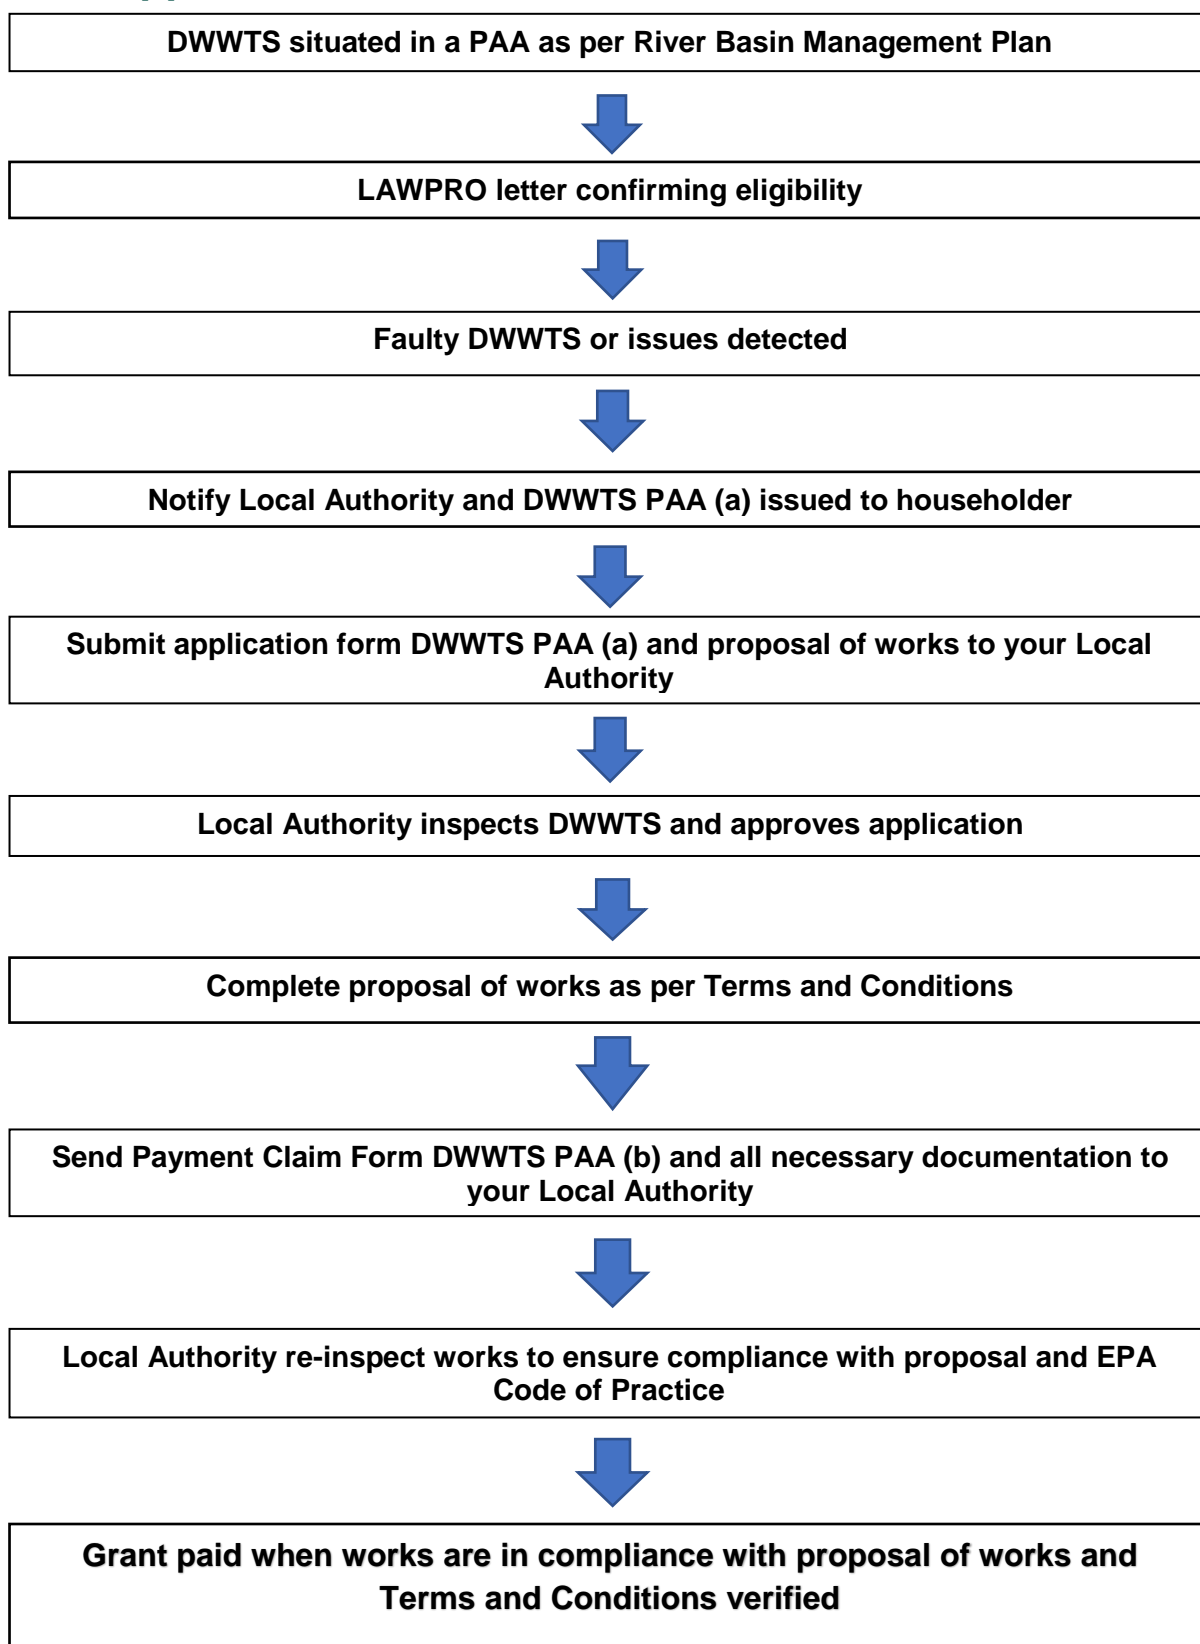 DWWTS situated in a PAA as per River Basin Management Plan
LAWPRO letter confirming eligibility
Faulty DWWTS or issues detected
Notify Local Authority and DWWTS PAA (a) issued to householder
Submit application form DWWTS PAA (a) and proposal of works to your Local
Authority
Local Authority inspects DWWTS and approves application
Complete proposal of works as per Terms and Conditions
Send Payment Claim Form DWWTS PAA (b) and all necessary documentation to
your Local Authority
Local Authority re-inspect works to ensure compliance with proposal and EPA
Code of Practice
Grant paid when works are in compliance with proposal of works and
Terms and Conditions verified